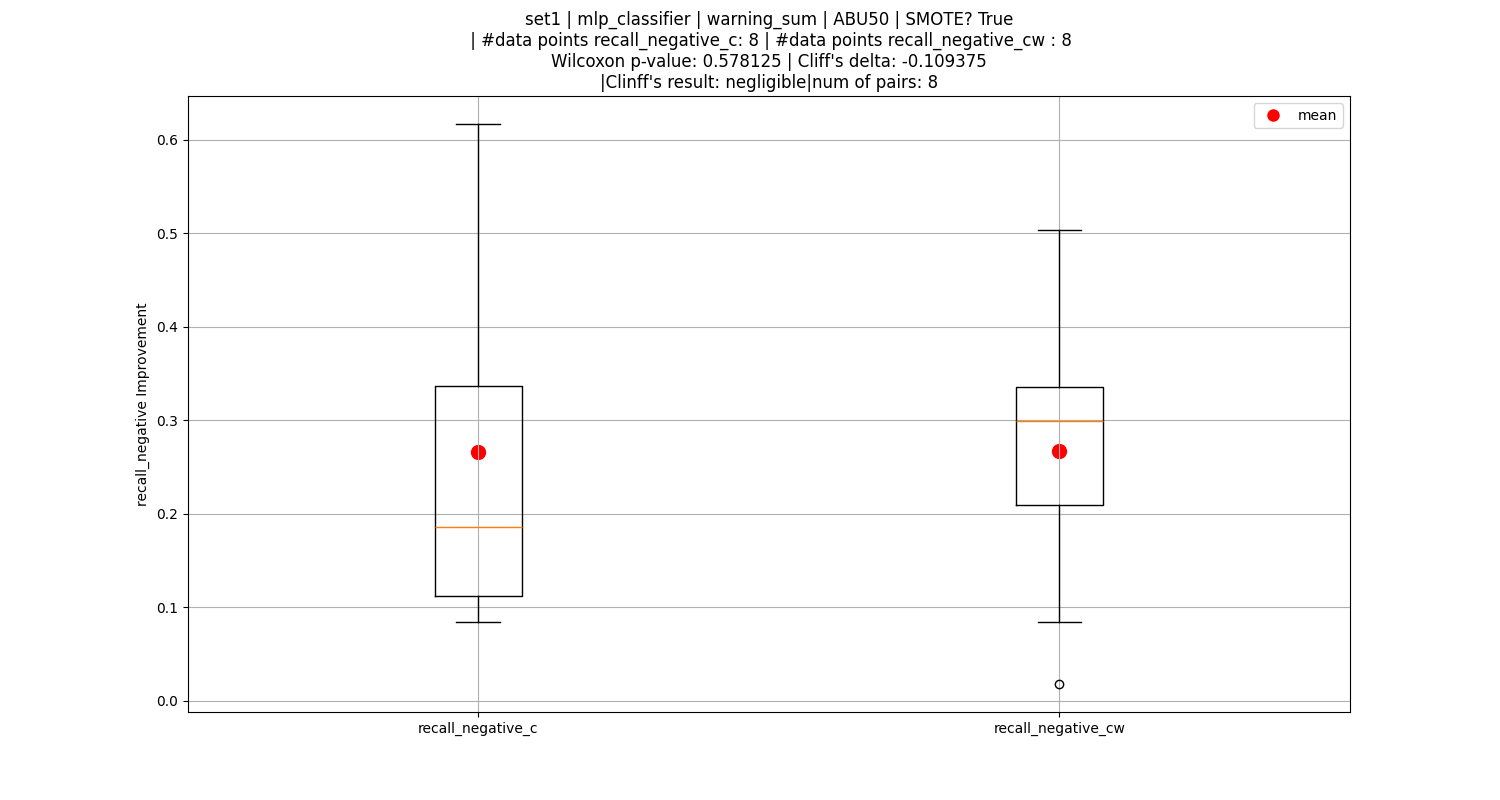 set1 | mlp_classifier | warning_sum | ABU50 | SMOTE? True
| #data points recall_negative_c: 8 | #data points recall_negative_cw : 8
Wilcoxon p-value: 0.578125 | Cliff's delta: -0.109375
|Clinff's result: negligible|num of pairs: 8
mean
recall_negative Improvement
0.6
0.5
0.4
0.3
0.2
0.1
0.0
recall_negative_c
recall_negative_cw